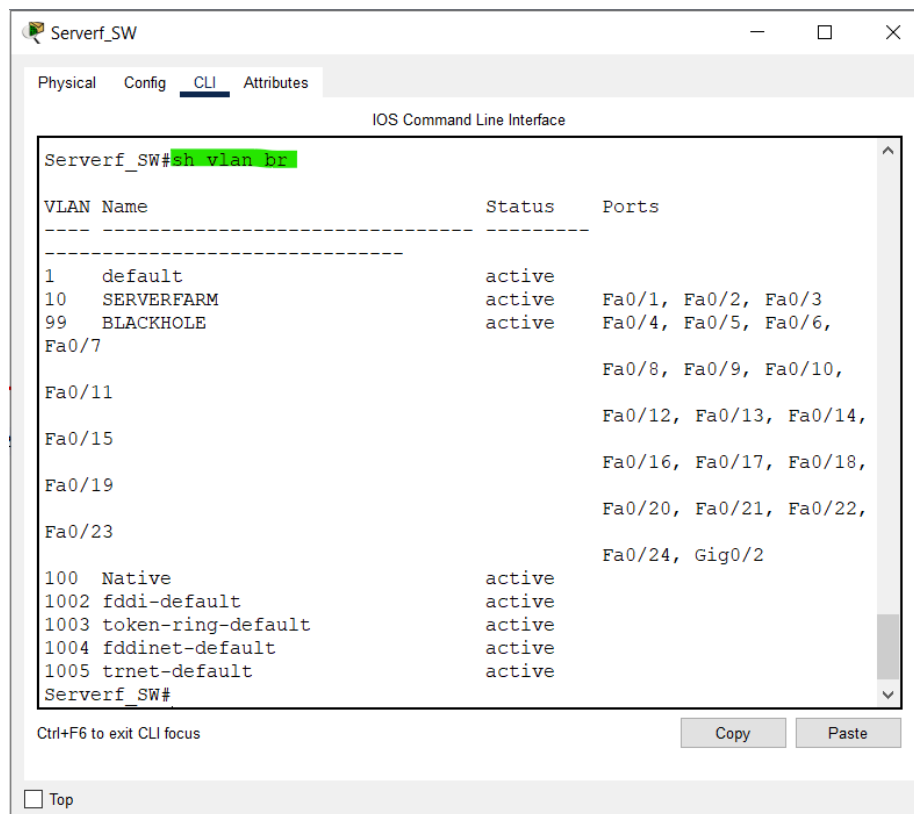 Serverf_SW
Physical Config CLI Attributes
IOS Command Line Interface
Serverf_SW#sh vlan br
VLAN Name                             Status    Ports
---- -------------------------------- ---------
-------------------------------
1    default                          active
10   SERVERFARM                       active    Fa0/1, Fa0/2, Fa0/3
99   BLACKHOLE                        active    Fa0/4, Fa0/5, Fa0/6,
Fa0/7
                                                Fa0/8, Fa0/9, Fa0/10,
Fa0/11
                                                Fa0/12, Fa0/13, Fa0/14,
Fa0/15
                                                Fa0/16, Fa0/17, Fa0/18,
Fa0/19
                                                Fa0/20, Fa0/21, Fa0/22,
Fa0/23
                                                Fa0/24, Gig0/2
100  Native                           active
1002 fddi-default                     active
1003 token-ring-default               active
1004 fddinet-default                  active
1005 trnet-default                    active
Serverf_SW#
Ctrl+F6 to exit CLI focus Copy Paste
Top